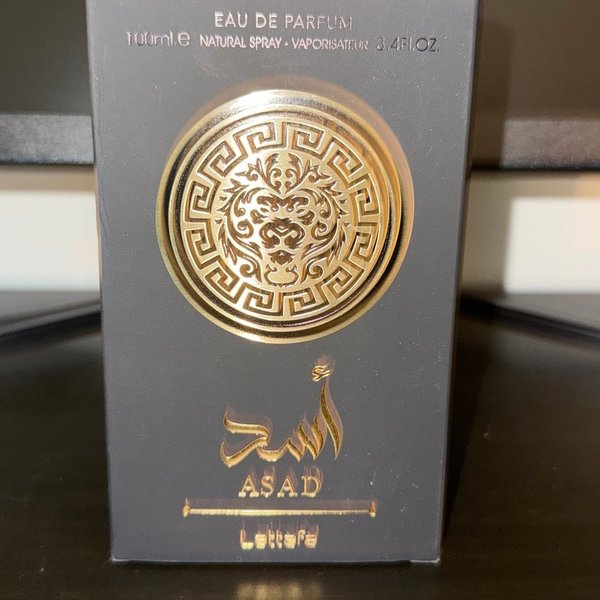 EAU DE PARFUM
100ml.e NATURAL SPRAY - VAPORISATEUR 3.4FL.OZ.
أسد
ASAD
Lattafa